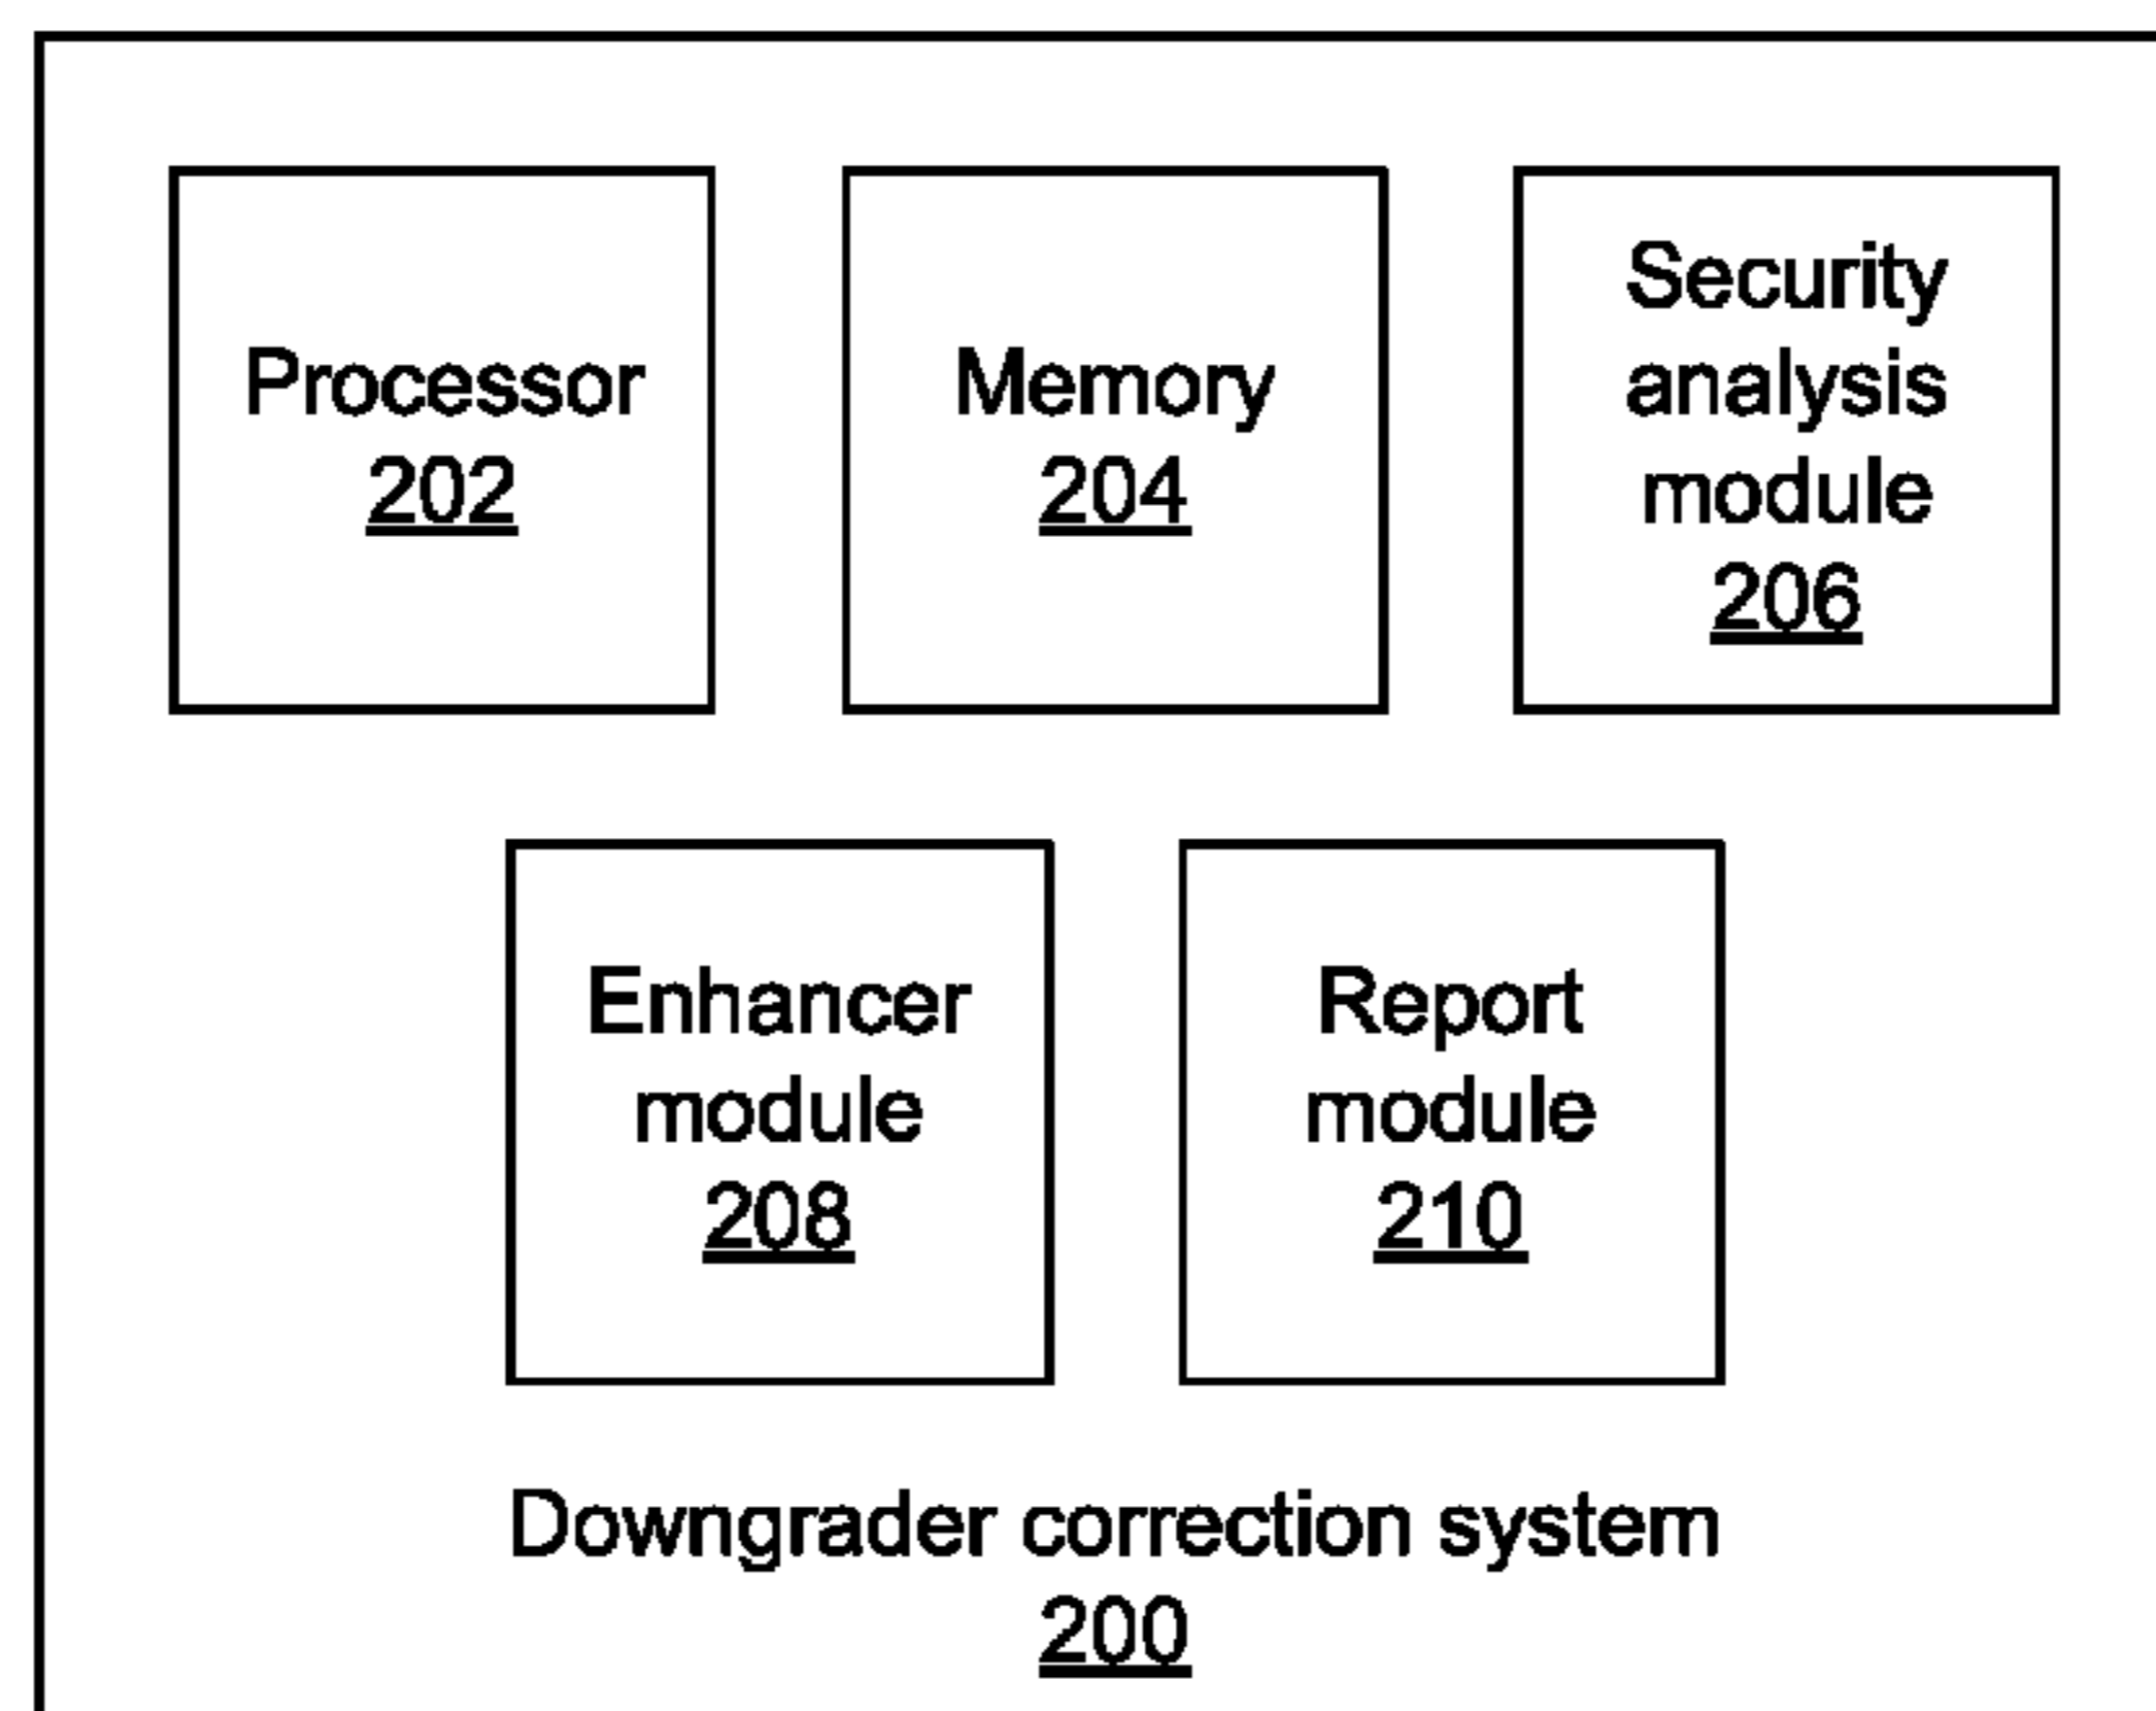 Processor
202
Memory
204
Security
analysis
module
206
Enhancer
module
208
Report
module
210
Downgrader correction system
200